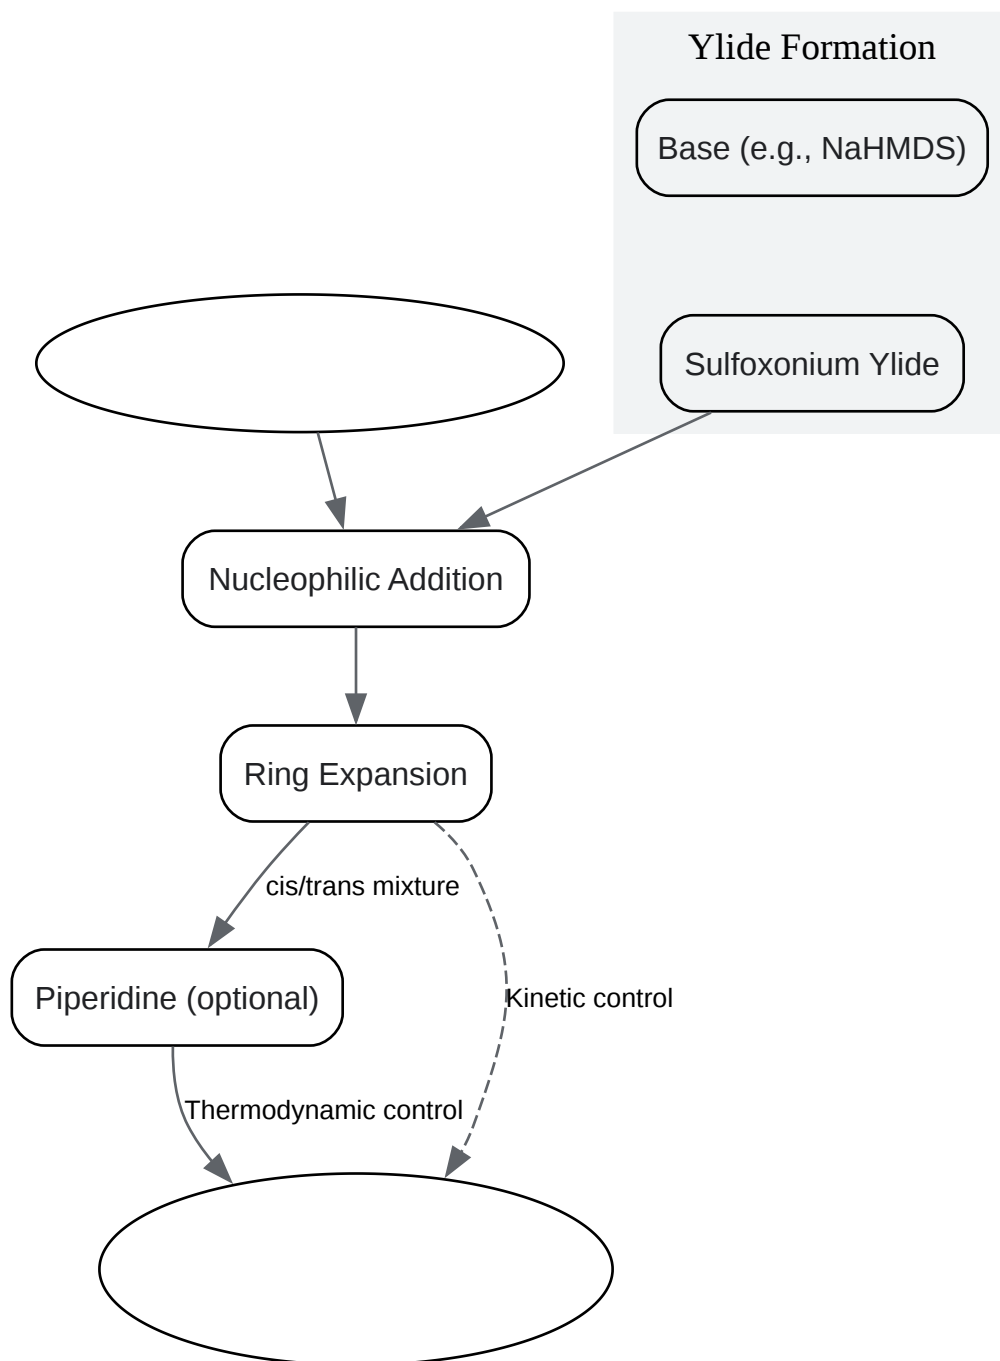 Ylide Formation
Base (e.g., NaHMDS)
Sulfoxonium Ylide
Nucleophilic Addition
Ring Expansion
cis/trans mixture
Piperidine (optional)
Kinetic control
Thermodynamic control